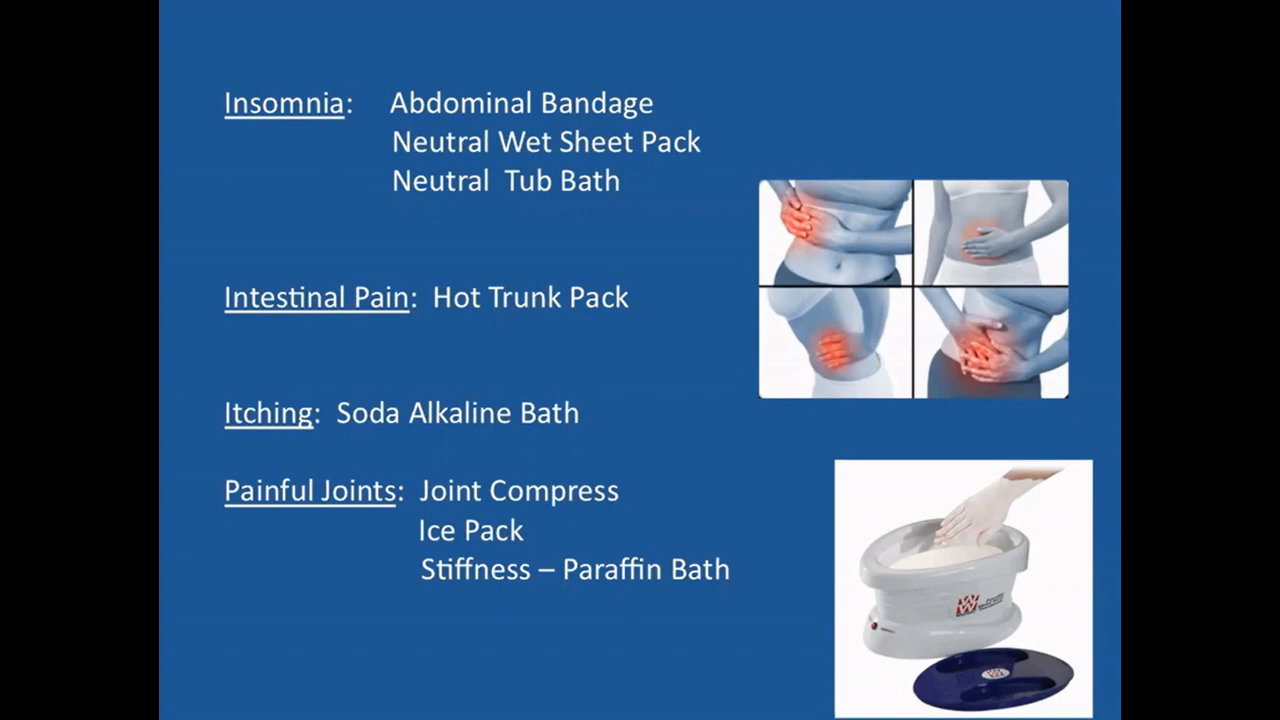 Insomnia: Abdominal Bandage
Neutral Wet Sheet Pack
Neutral Tub Bath
Intestinal Pain: Hot Trunk Pack
Itching: Soda Alkaline Bath
Painful Joints: Joint Compress
Ice Pack
Stiffness – Paraffin Bath